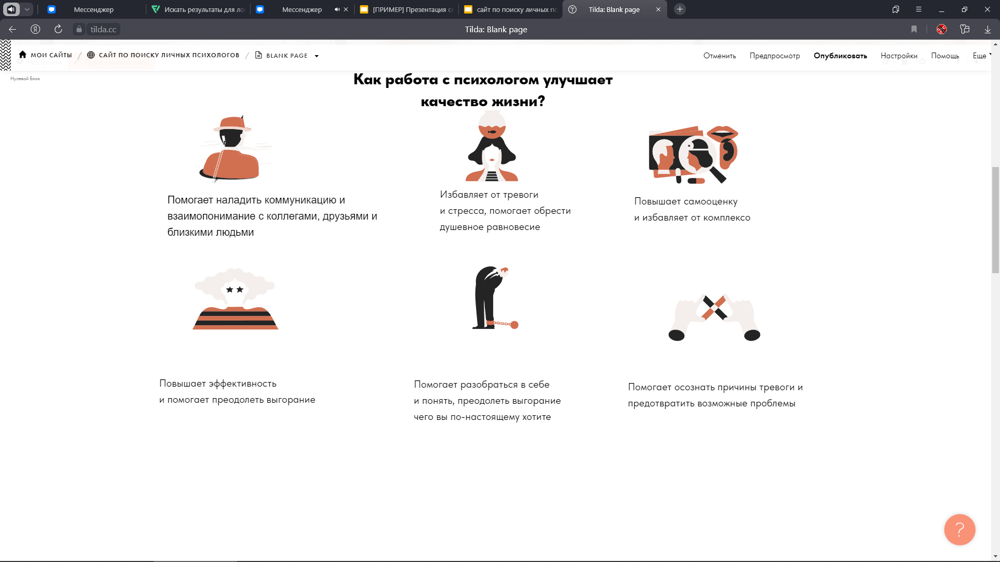 Мессенджер
Искать результаты для ло
Мессенджер
[ПРИМЕР] Презентация се
сайт по поиску личных пс
Tilda: Blank page
tilda.cc
Tilda: Blank page
МОИ САЙТЫ / САЙТ ПО ПОИСКУ ЛИЧНЫХ ПСИХОЛОГОВ / BLANK PAGE
Отменить
Предпросмотр
Опубликовать
Настройки
Помощь
Еще
Настройки
Нулевой Блок
Как работа с психологом улучшает
качество жизни?
Помогает наладить коммуникацию и
взаимопонимание с коллегами, друзьями и
близкими людьми
Избавляет от тревоги
и стресса, помогает обрести
душевное равновесие
Повышает самооценку
и избавляет от комплексо
Повышает эффективность
и помогает преодолеть выгорание
Помогает разобраться в себе
и понять, преодолеть выгорание
чего вы по-настоящему хотите
Помогает осознать причины тревоги и
предотвратить возможные проблемы
?